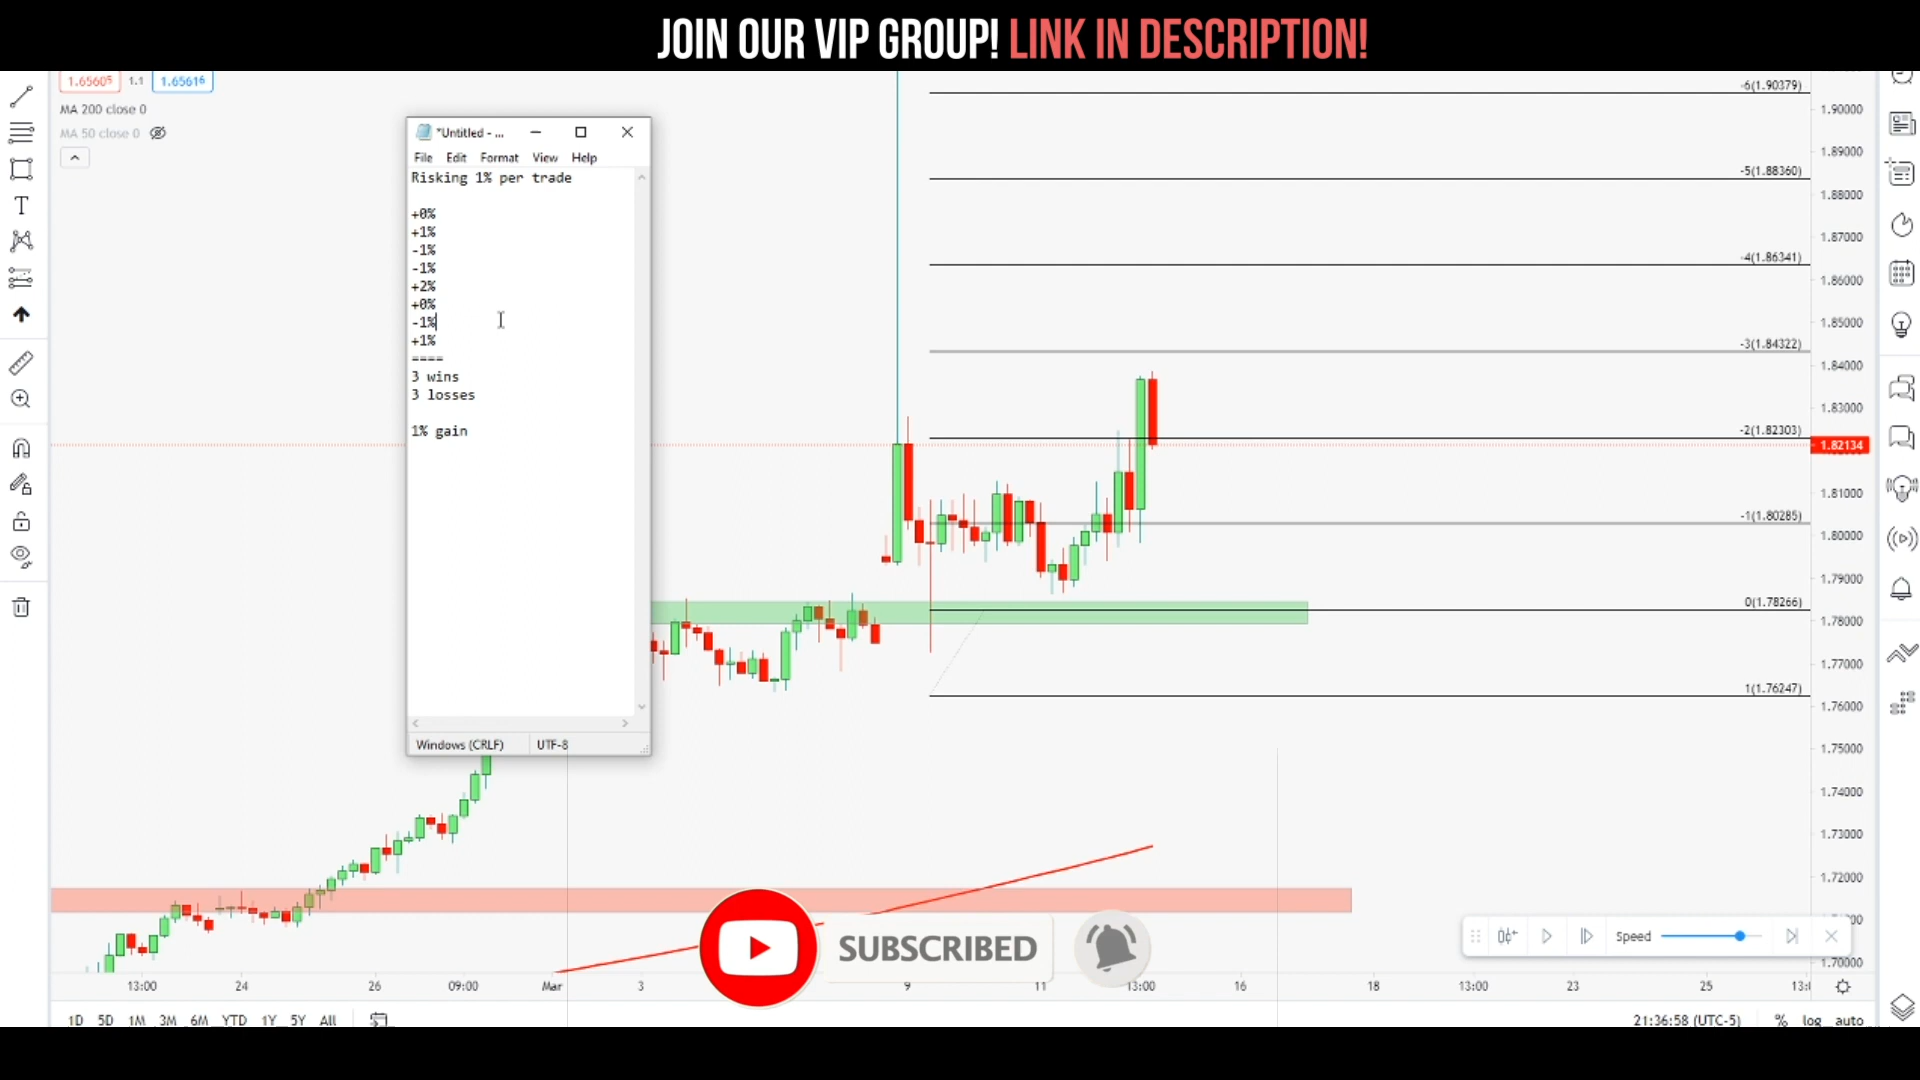 JOIN OUR VIP GROUP! LINK IN DESCRIPTION!
1.65605 1.1 1.65616
MA 200 close 0
MA 50 close 0
*Untitled - ...
File Edit Format View Help
Risking 1% per trade
+0%
+1%
-1%
-1%
+2%
+0%
-1%
+1%
====
3 wins
3 losses
1% gain
Windows (CRLF) UTF-8
-6(1.90379)
-5(1.88360)
-4(1.86341)
-3(1.84322)
-2(1.82303)
-1(1.80285)
0(1.78266)
1(1.76247)
1.90000
1.89000
1.88000
1.87000
1.86000
1.85000
1.84000
1.83000
1.82134
1.81000
1.80000
1.79000
1.78000
1.77000
1.76000
1.75000
1.74000
1.73000
1.72000
1.70000
SUBSCRIBED
Speed
13:00 24 26 09:00 Mar 3 9 11 13:00 16 18 13:00 23 25
1D 5D 1M 3M 6M YTD 1Y 5Y All
21:36:58 (UTC-5) % log auto